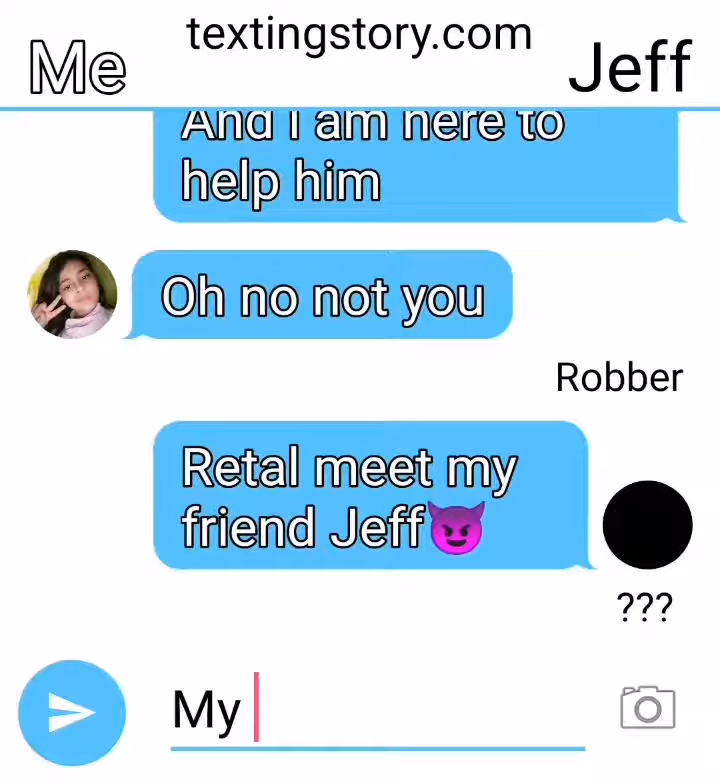 textingstory.com
Me
Jeff
And I am here to
help him
Oh no not you
Robber
Retal meet my
friend Jeff😈
???
My